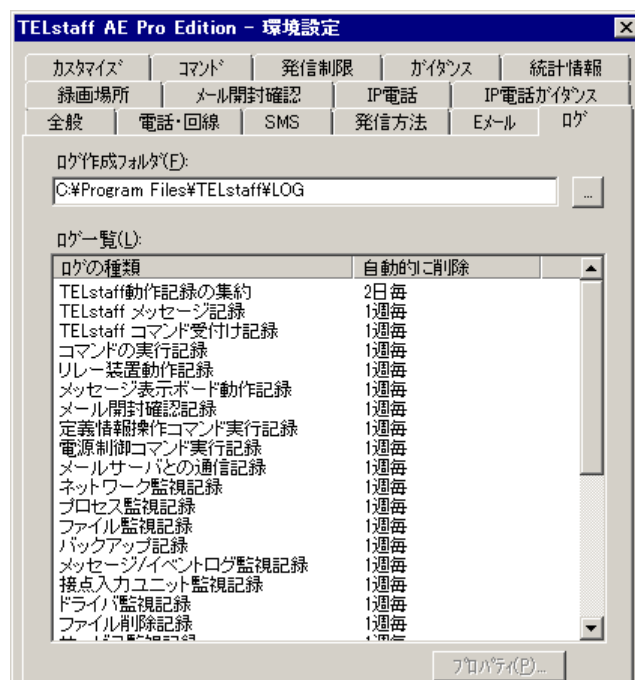 TELstaff AE Pro Edition - 環境設定
ｶｽﾀﾏｲｽﾞ ｺﾏﾝﾄﾞ 発信制限 ｶﾞｲﾀﾞﾝｽ 統計情報
録画場所 ﾒｰﾙ開封確認 IP電話 IP電話ｶﾞｲﾀﾞﾝｽ
全般 電話・回線 SMS 発信方法 Eﾒｰﾙ ﾛｸﾞ
ﾛｸﾞ作成ﾌｫﾙﾀﾞ(F):
C:¥Program Files¥TELstaff¥LOG ...
ﾛｸﾞ一覧(L):
ﾛｸﾞの種類 自動的に削除
TELstaff動作記録の集約 2日毎
TELstaff メッセージ記録 1週毎
TELstaff コマンド受付け記録 1週毎
コマンドの実行記録 1週毎
リレー装置動作記録 1週毎
メッセージ表示ボード動作記録 1週毎
メール開封確認記録 1週毎
定義情報操作コマンド実行記録 1週毎
電源制御コマンド実行記録 1週毎
メールサーバとの通信記録 1週毎
ネットワーク監視記録 1週毎
プロセス監視記録 1週毎
ファイル監視記録 1週毎
バックアップ記録 1週毎
メッセージ/イベントログ監視記録 1週毎
接点入力ユニット監視記録 1週毎
ドライバ監視記録 1週毎
ファイル削除記録 1週毎
サービス監視記録 1週毎
ﾌﾟﾛﾊﾟﾃｨ(P)...